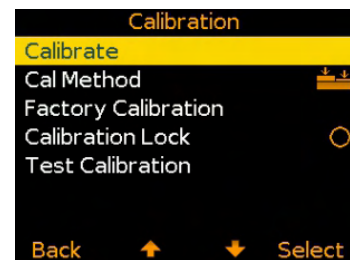 Calibration
Calibrate
Cal Method
Factory Calibration
Calibration Lock
Test Calibration
Back Select